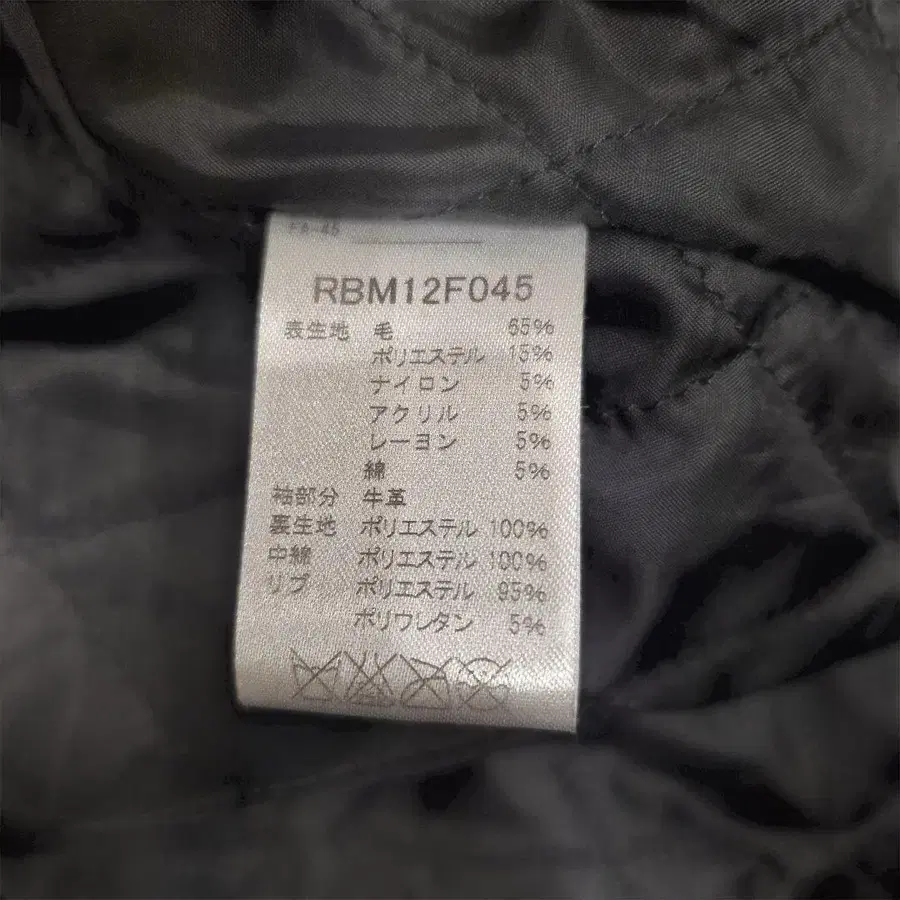 RBM12F045
表生地 毛 65%
ポリエステル 15%
ナイロン 5%
アクリル 5%
レーヨン 5%
綿 5%
袖部分 牛革
裏生地 ポリエステル 100%
中綿 ポリエステル 100%
リブ ポリエステル 95%
ポリウレタン 5%